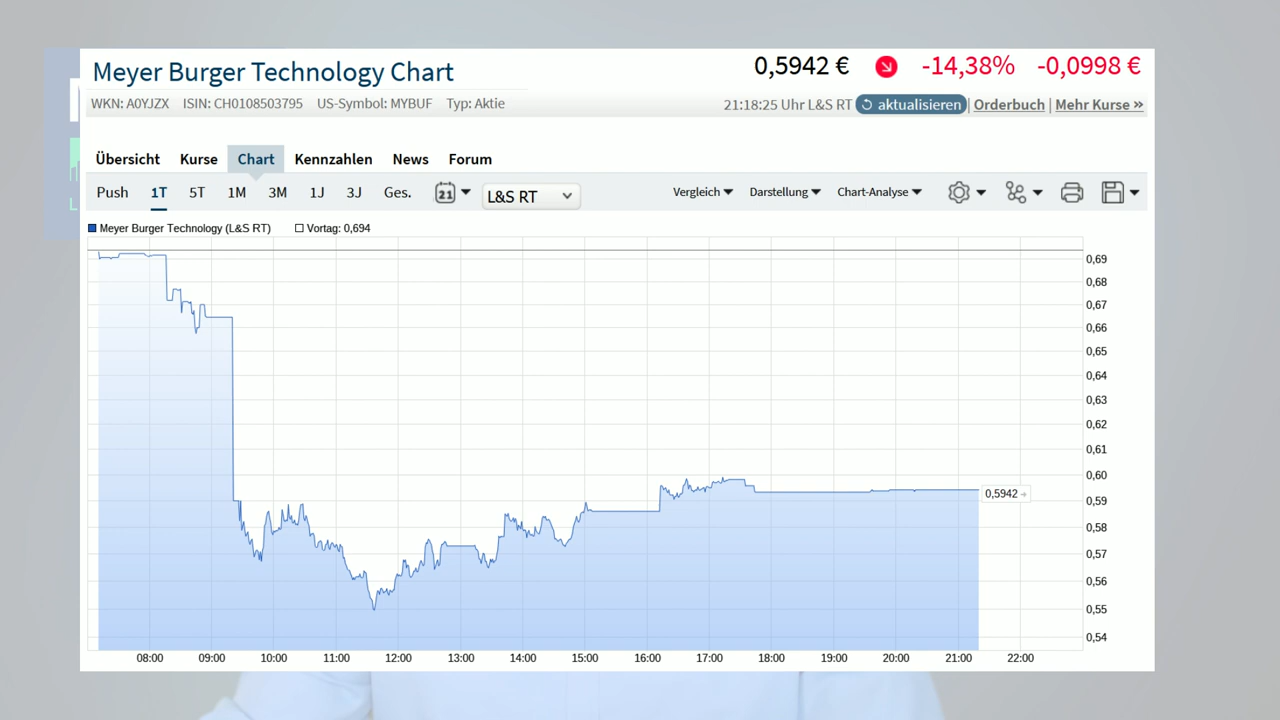 Meyer Burger Technology Chart
0,5942 € -14,38% -0,0998 €
WKN: A0YJZX ISIN: CH0108503795 US-Symbol: MYBUF Typ: Aktie
21:18:25 Uhr L&S RT aktualisieren | Orderbuch | Mehr Kurse »
Übersicht Kurse Chart Kennzahlen News Forum
Push 1T 5T 1M 3M 1J 3J Ges. 21 L&S RT Vergleich Darstellung Chart-Analyse
Meyer Burger Technology (L&S RT) Vortag: 0,694
0,69
0,68
0,67
0,66
0,65
0,64
0,63
0,62
0,61
0,60
0,5942
0,59
0,58
0,57
0,56
0,55
0,54
08:00 09:00 10:00 11:00 12:00 13:00 14:00 15:00 16:00 17:00 18:00 19:00 20:00 21:00 22:00